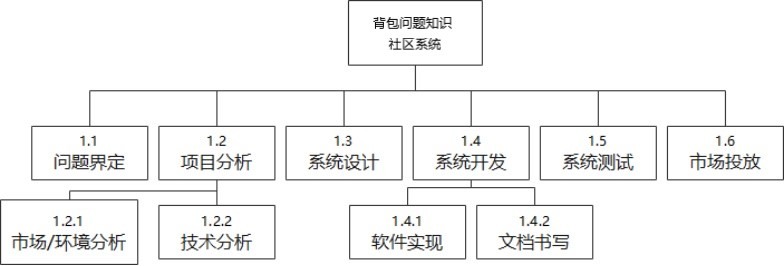 背包问题知识
社区系统
1.1
问题界定
1.2
项目分析
1.3
系统设计
1.4
系统开发
1.5
系统测试
1.6
市场投放
1.2.1
市场/环境分析
1.2.2
技术分析
1.4.1
软件实现
1.4.2
文档书写